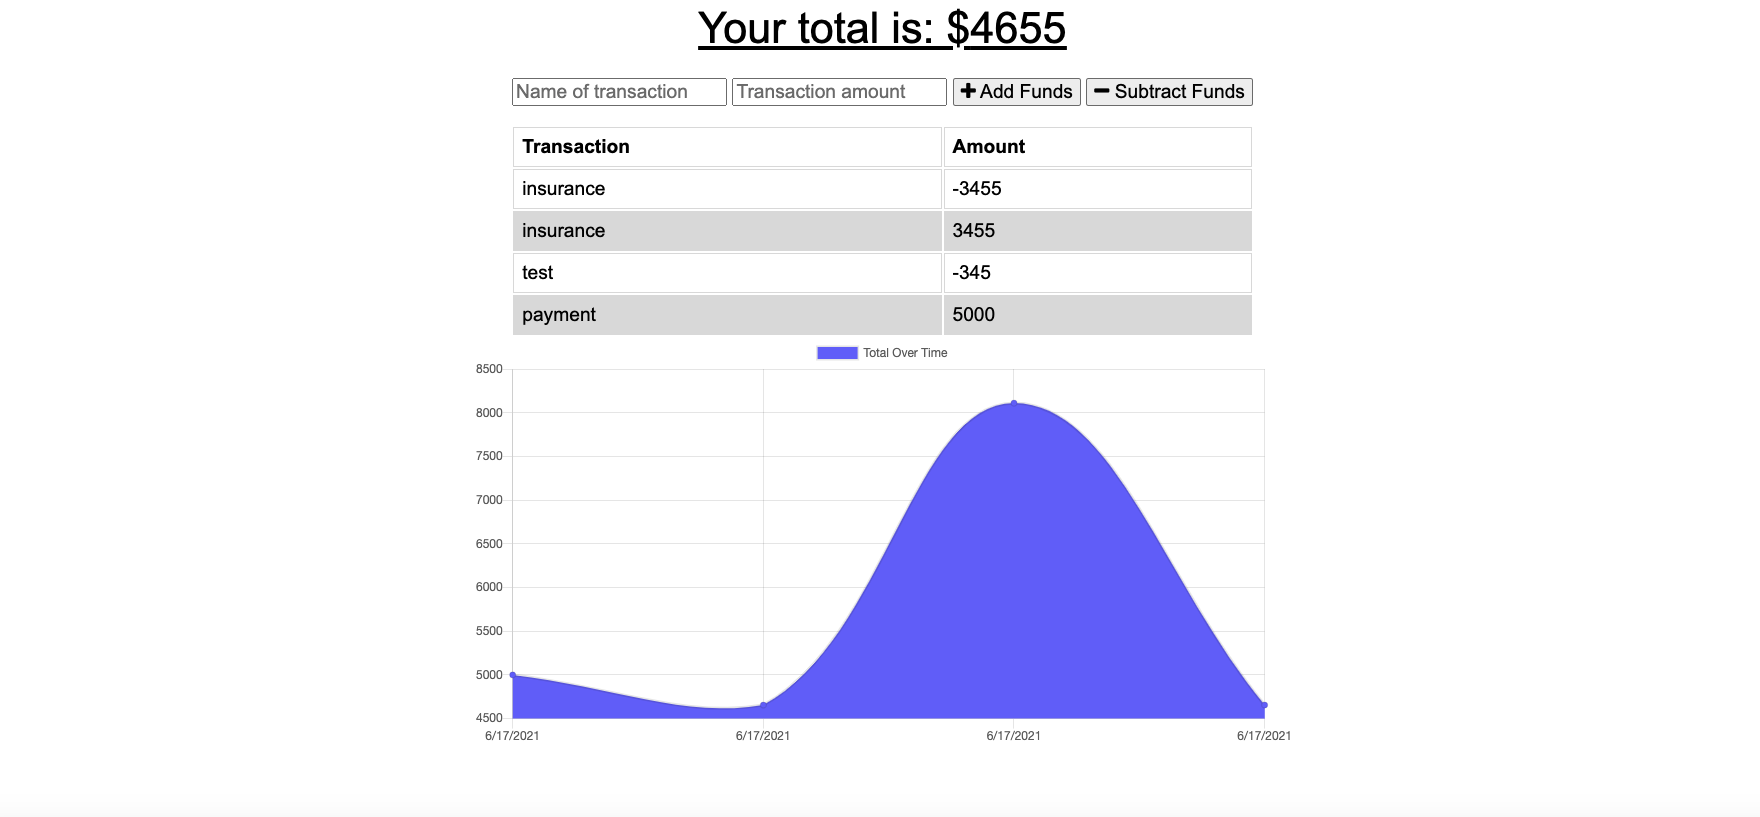 Your total is: $4655
Name of transaction Transaction amount Add Funds Subtract Funds
Transaction Amount
insurance -3455
insurance 3455
test -345
payment 5000
Total Over Time
8500
8000
7500
7000
6500
6000
5500
5000
4500
6/17/2021 6/17/2021 6/17/2021 6/17/2021